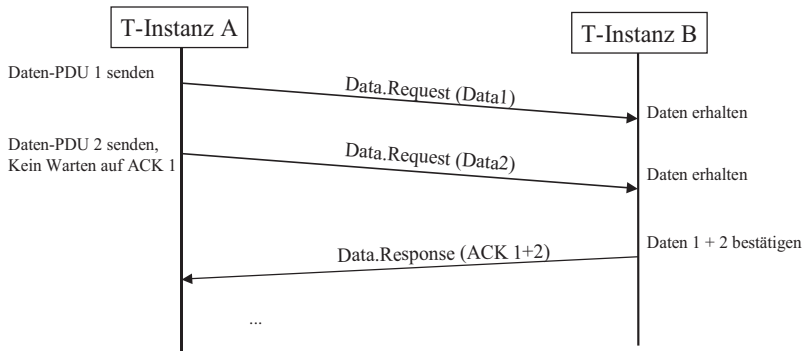 T-Instanz A
T-Instanz B
Daten-PDU 1 senden
Data.Request (Data1)
Daten erhalten
Daten-PDU 2 senden,
Kein Warten auf ACK 1
Data.Request (Data2)
Daten erhalten
Daten 1 + 2 bestätigen
Data.Response (ACK 1+2)
...